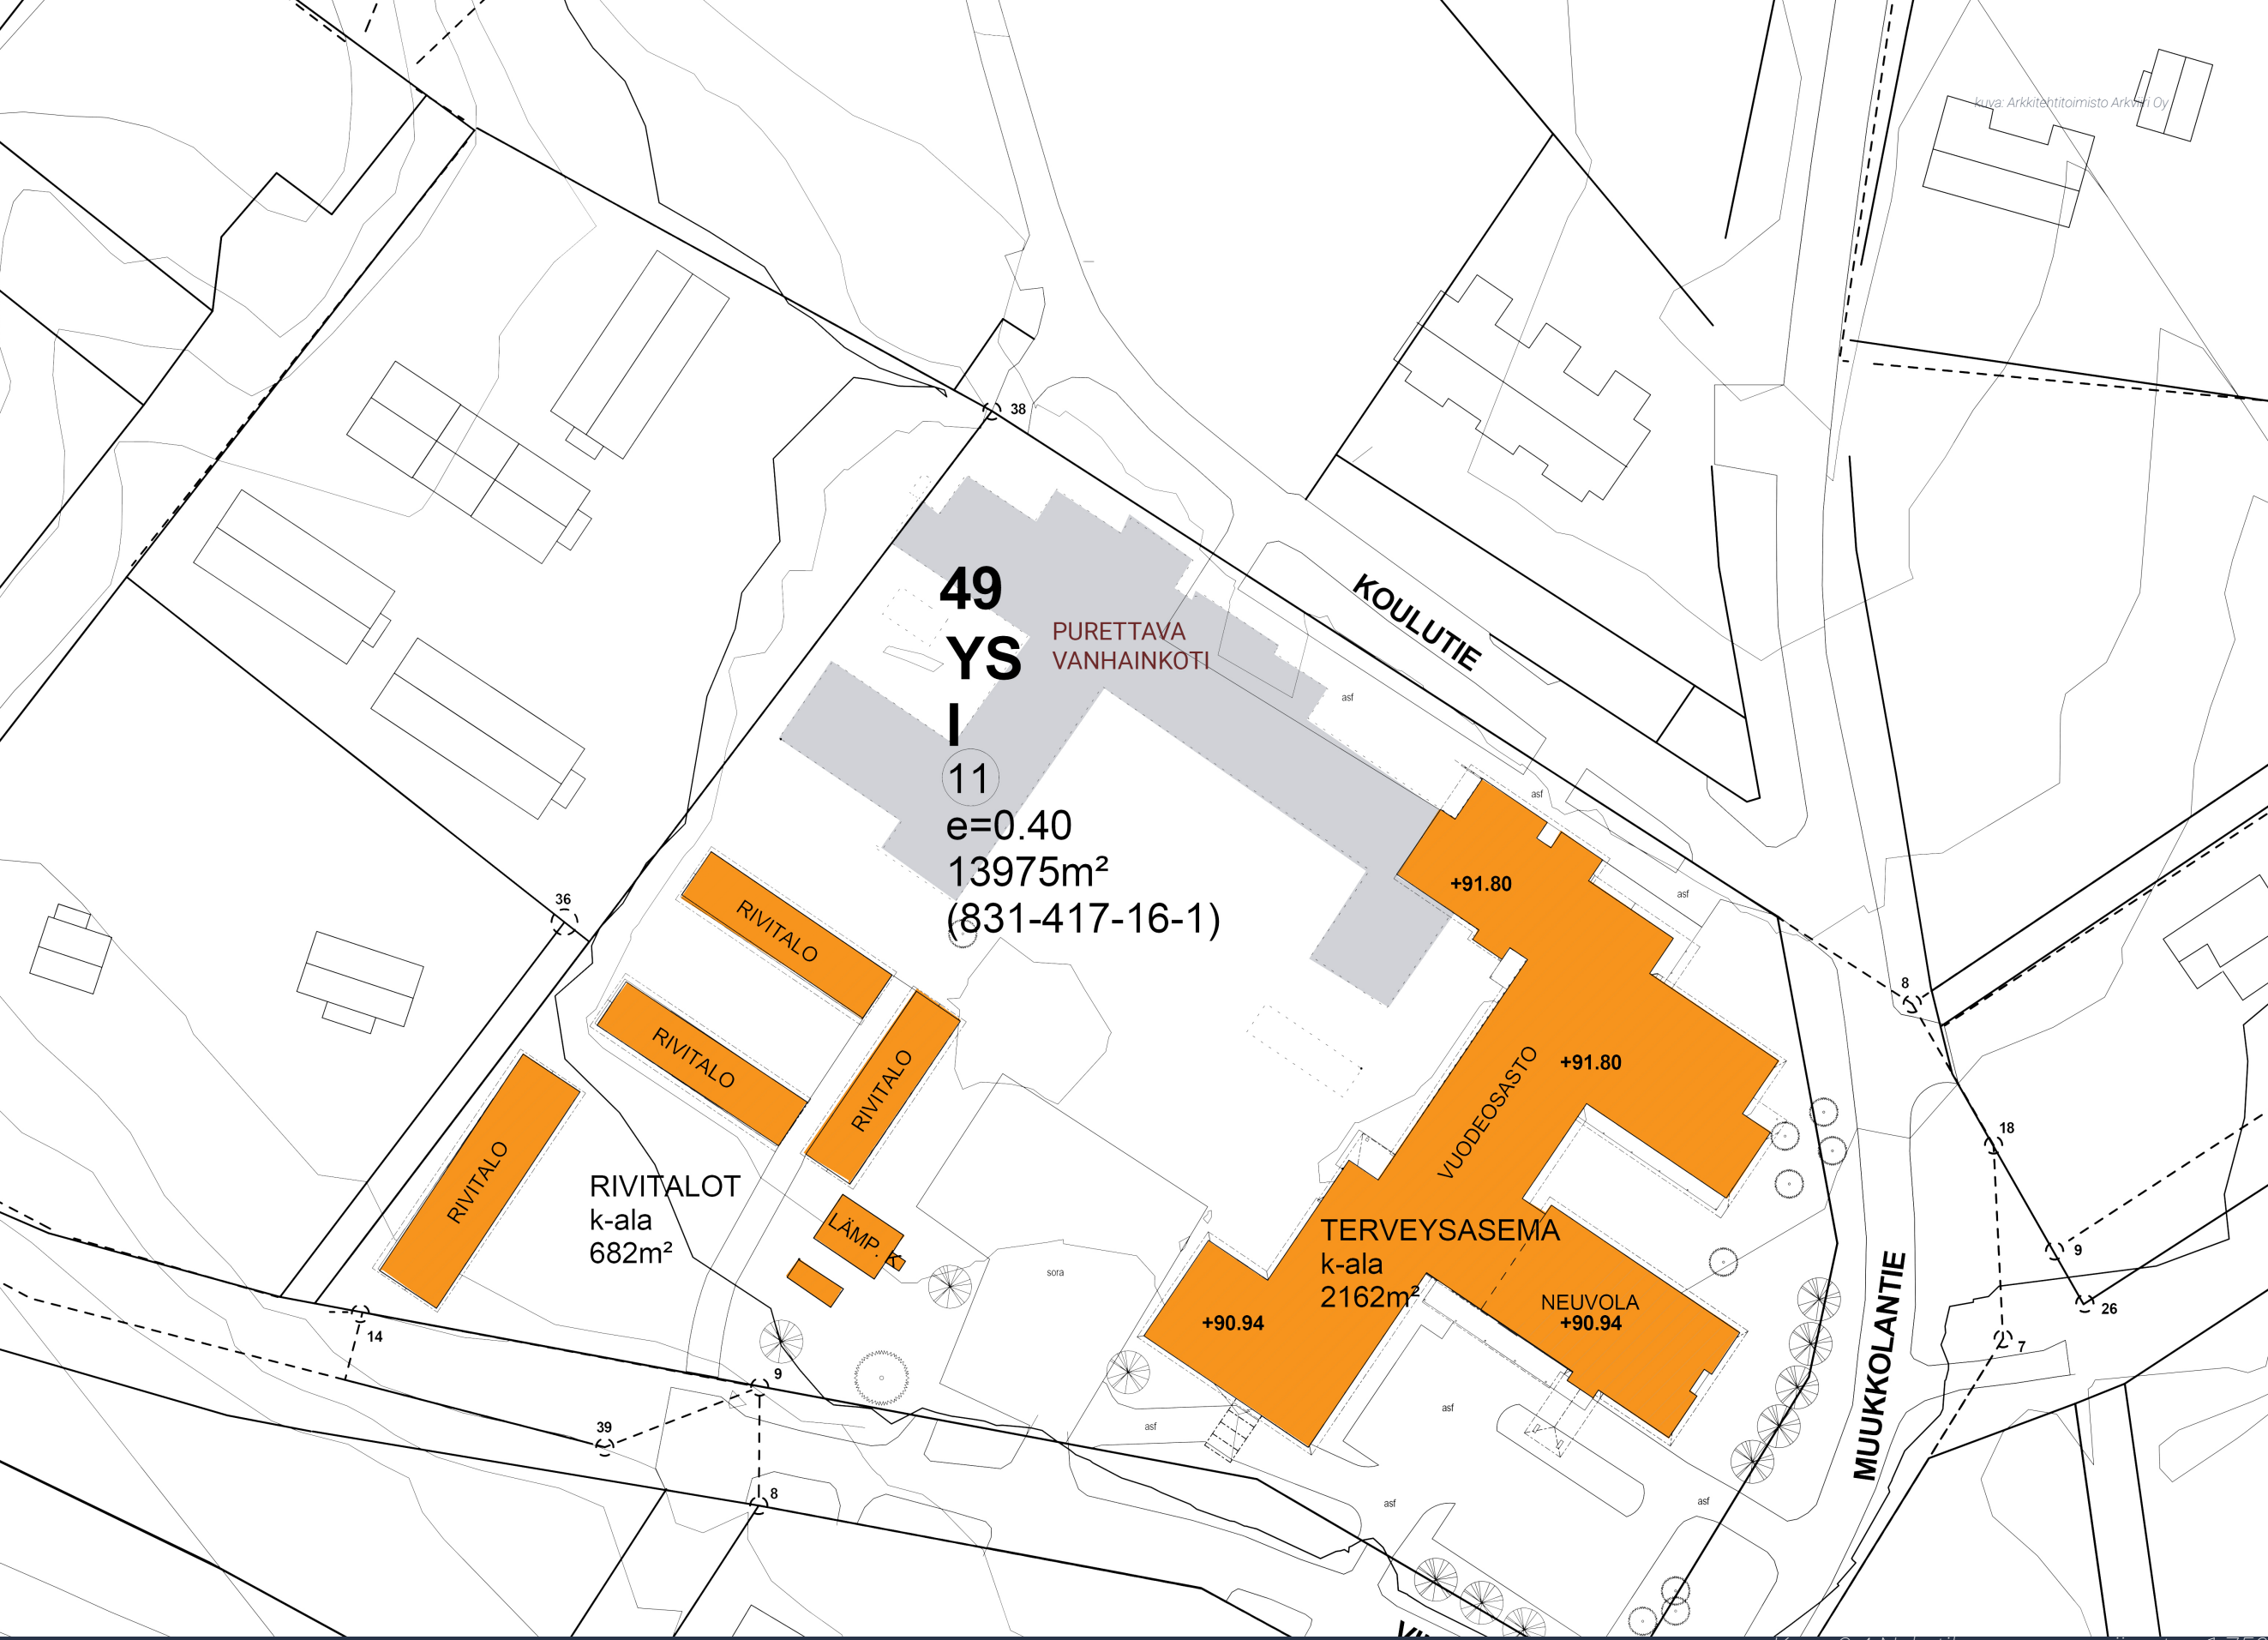 kuva: Arkkitehtitoimisto Arkviiri Oy
38
KOULUTIE
49
YS
I
11
e=0.40
13975m²
(831-417-16-1)
PURETTAVA
VANHAINKOTI
asf
asf
asf
+91.80
36
RIVITALO
RIVITALO
RIVITALO
RIVITALO
8
+91.80
VUODEOSASTO
18
RIVITALOT
k-ala
682m²
LÄMP. K
TERVEYSASEMA
k-ala
2162m²
sora
9
26
NEUVOLA
+90.94
+90.94
14
7
MUUKKOLANTIE
9
39
asf
asf
8
asf
asf